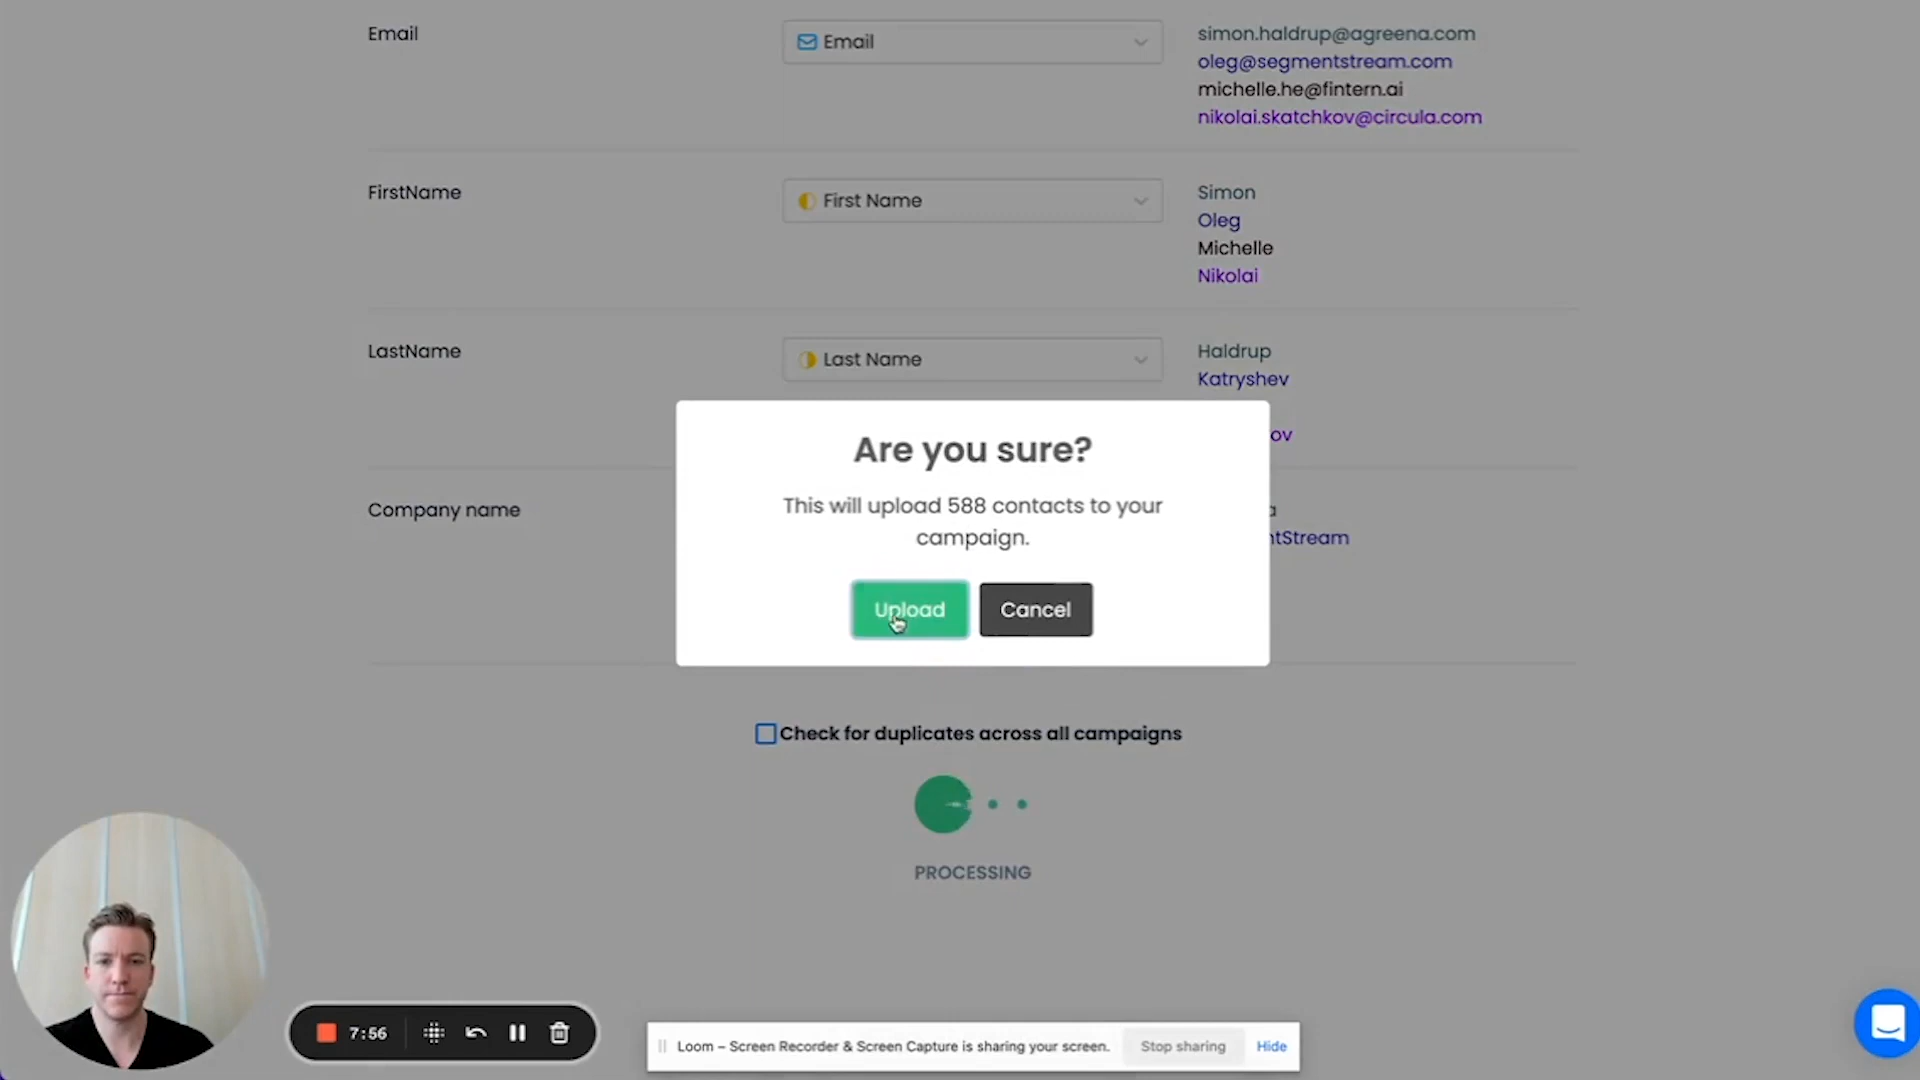 Email
Email
simon.haldrup@agreena.com
oleg@segmentstream.com
michelle.he@fintern.ai
nikolai.skatchkov@circula.com
FirstName
First Name
Simon
Oleg
Michelle
Nikolai
LastName
Last Name
Haldrup
Katryshev
ov
Company name
a
ntStream
Are you sure?
This will upload 588 contacts to your
campaign.
Upload
Cancel
Check for duplicates across all campaigns
PROCESSING
7:56
Loom – Screen Recorder & Screen Capture is sharing your screen.
Stop sharing
Hide